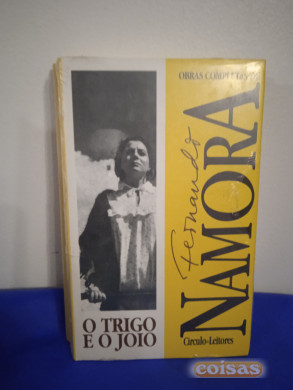 OBRAS COMPLETAS DE
Fernando
NAMORA
O TRIGO
E O JOIO
Círculo-Leitores
coisas